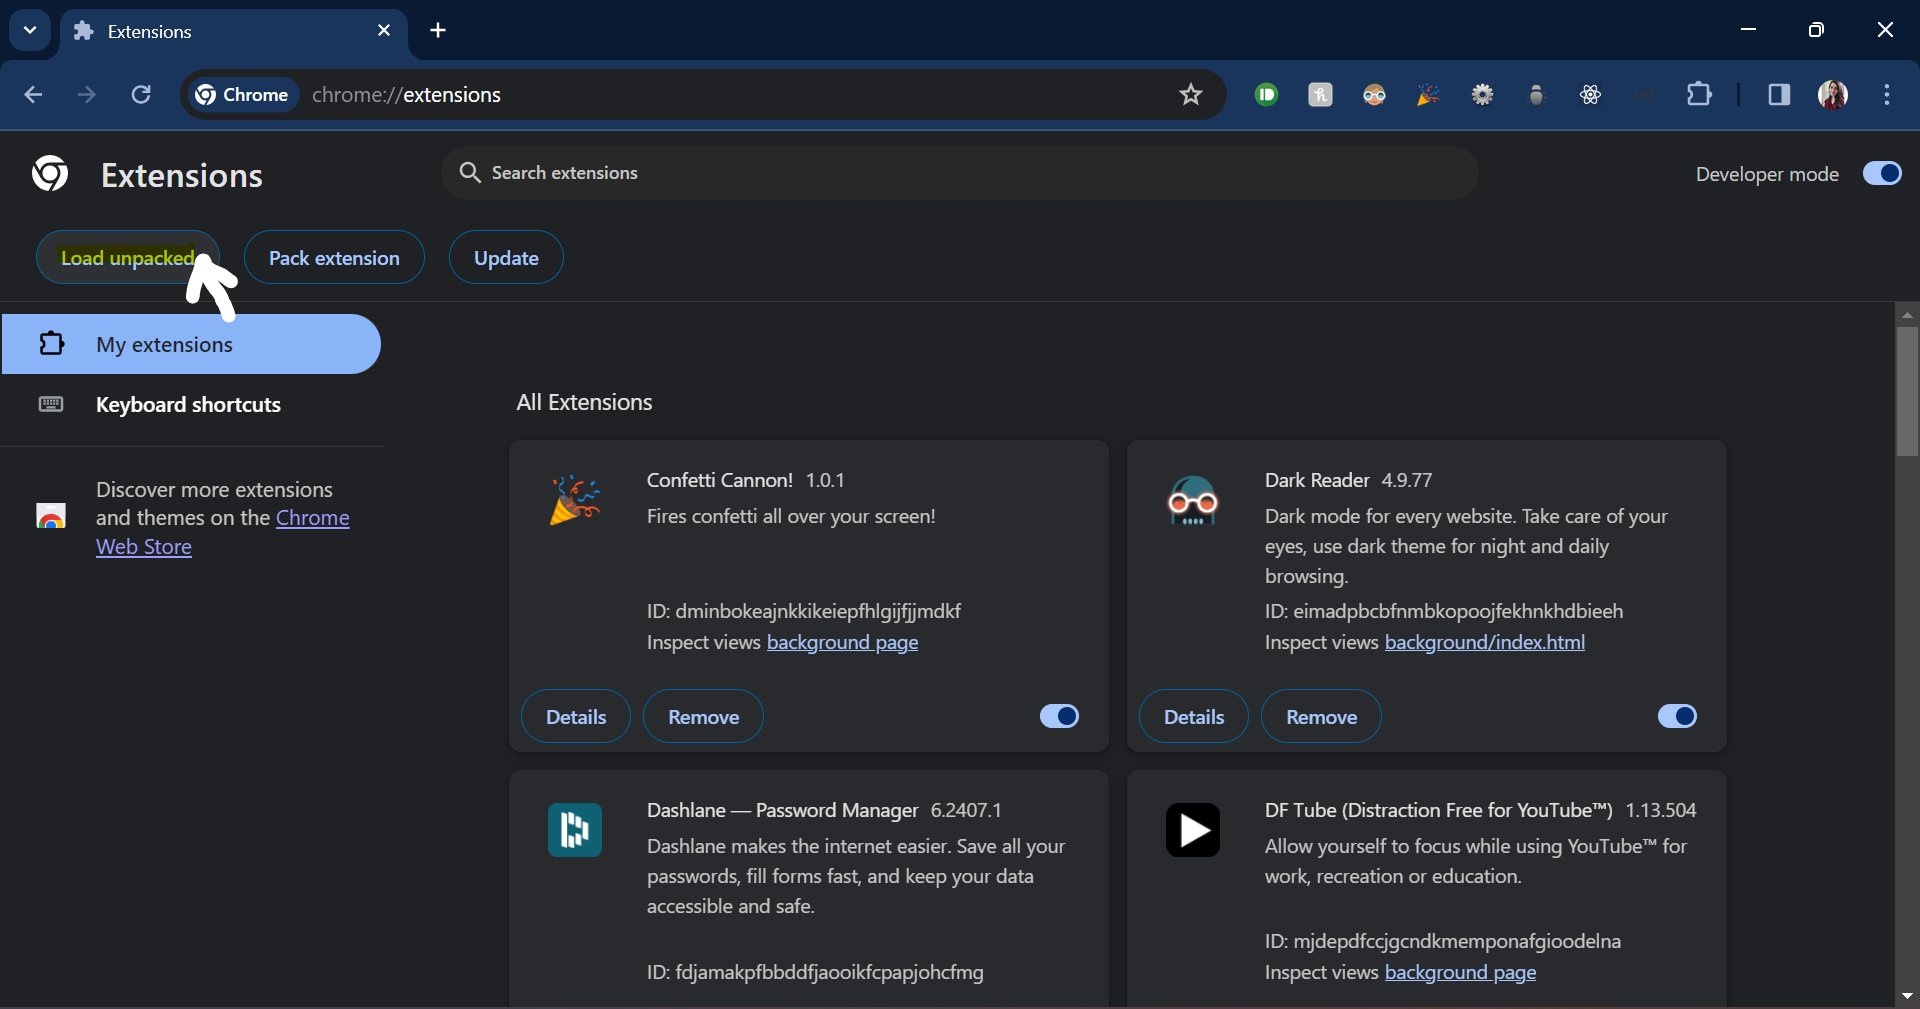 Extensions
Chrome chrome://extensions
Extensions
Search extensions
Developer mode
Load unpacked
Pack extension
Update
My extensions
Keyboard shortcuts
Discover more extensions
and themes on the Chrome
Web Store
All Extensions
Confetti Cannon! 1.0.1
Fires confetti all over your screen!
ID: dminbokeajnkkikeiepfhlgijfjjmdkf
Inspect views background page
Details
Remove
Dark Reader 4.9.77
Dark mode for every website. Take care of your
eyes, use dark theme for night and daily
browsing.
ID: eimadpbcbfnmbkopoojfekhnkhdbieeh
Inspect views background/index.html
Details
Remove
Dashlane — Password Manager 6.2407.1
Dashlane makes the internet easier. Save all your
passwords, fill forms fast, and keep your data
accessible and safe.
ID: fdjamakpfbbddfjaooikfcpapjohcfmg
DF Tube (Distraction Free for YouTube™) 1.13.504
Allow yourself to focus while using YouTube™ for
work, recreation or education.
ID: mjdepdfccjgcndkmemponafgioodelna
Inspect views background page